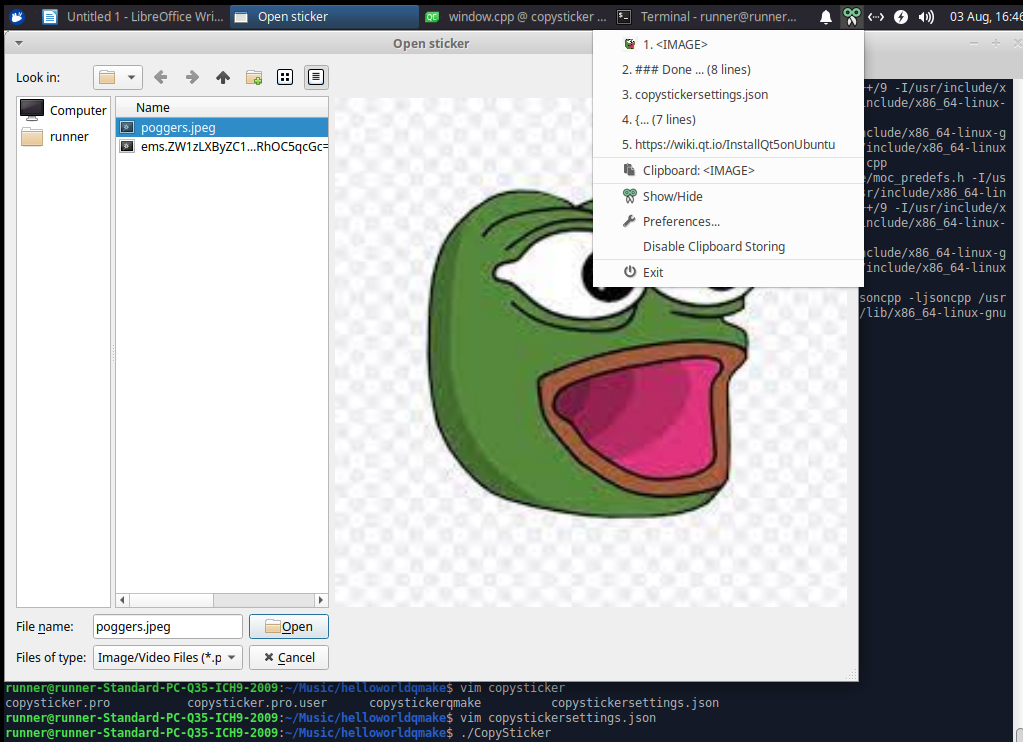 Untitled 1 - LibreOffice Wri...
Open sticker
window.cpp @ copysticker ...
Terminal - runner@runner...
03 Aug, 16:46
Open sticker
1. <IMAGE>
2. ### Done ... (8 lines)
3. copystickersettings.json
4. {... (7 lines)
5. https://wiki.qt.io/InstallQt5onUbuntu
Clipboard: <IMAGE>
Show/Hide
Preferences...
Disable Clipboard Storing
Exit
Look in:
Computer
runner
Name
poggers.jpeg
ems.ZW1zLXByZC1...RhOC5qcGc=
++/9 -I/usr/include/x
include/x86_64-linux-
include/x86_64-linux-g
/include/x86_64-linux
cpp
e/moc_predefs.h -I/us
sr/include/x86_64-lin
++/9 -I/usr/include/x
include/x86_64-linux-
include/x86_64-linux-g
/include/x86_64-linux
soncpp -ljsoncpp /usr
/lib/x86_64-linux-gnu
File name:
poggers.jpeg
Open
Files of type:
Image/Video Files (*.p
Cancel
runner@runner-Standard-PC-Q35-ICH9-2009:~/Music/helloworldqmake$ vim copysticker
copysticker.pro copysticker.pro.user copystickerqmake copystickersettings.json
runner@runner-Standard-PC-Q35-ICH9-2009:~/Music/helloworldqmake$ vim copystickersettings.json
runner@runner-Standard-PC-Q35-ICH9-2009:~/Music/helloworldqmake$ ./CopySticker